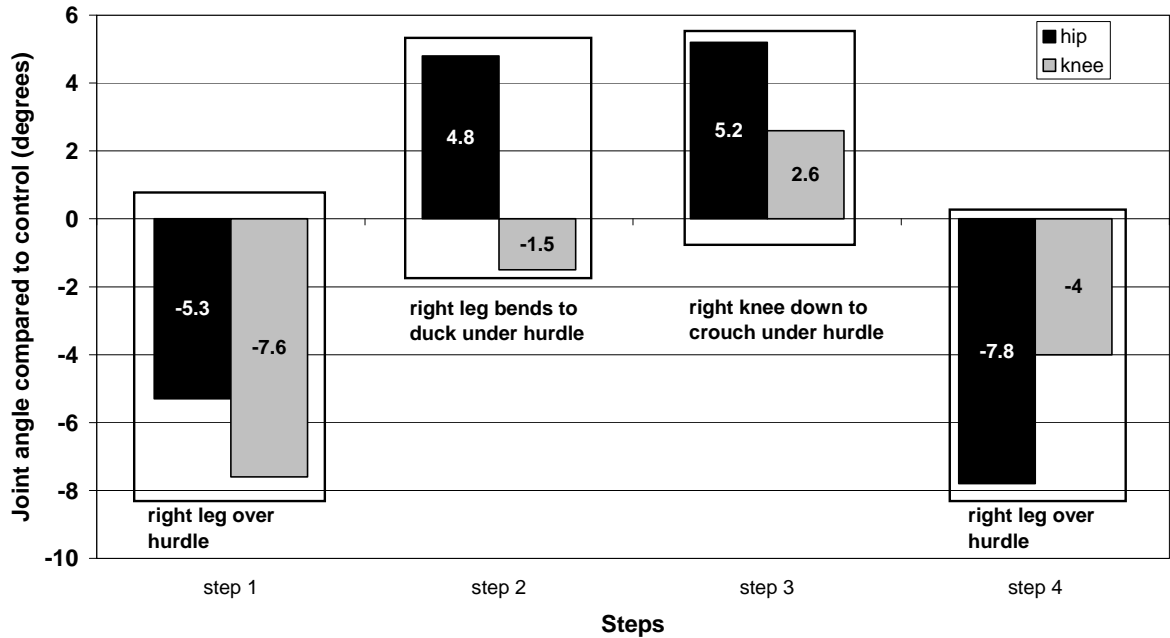 6
4
2
0
-2
-4
-6
-8
-10
Joint angle compared to control (degrees)
hip
knee
-5.3
-7.6
right leg over
hurdle
4.8
-1.5
right leg bends to
duck under hurdle
5.2
2.6
right knee down to
crouch under hurdle
-7.8
-4
right leg over
hurdle
step 1
step 2
step 3
step 4
Steps